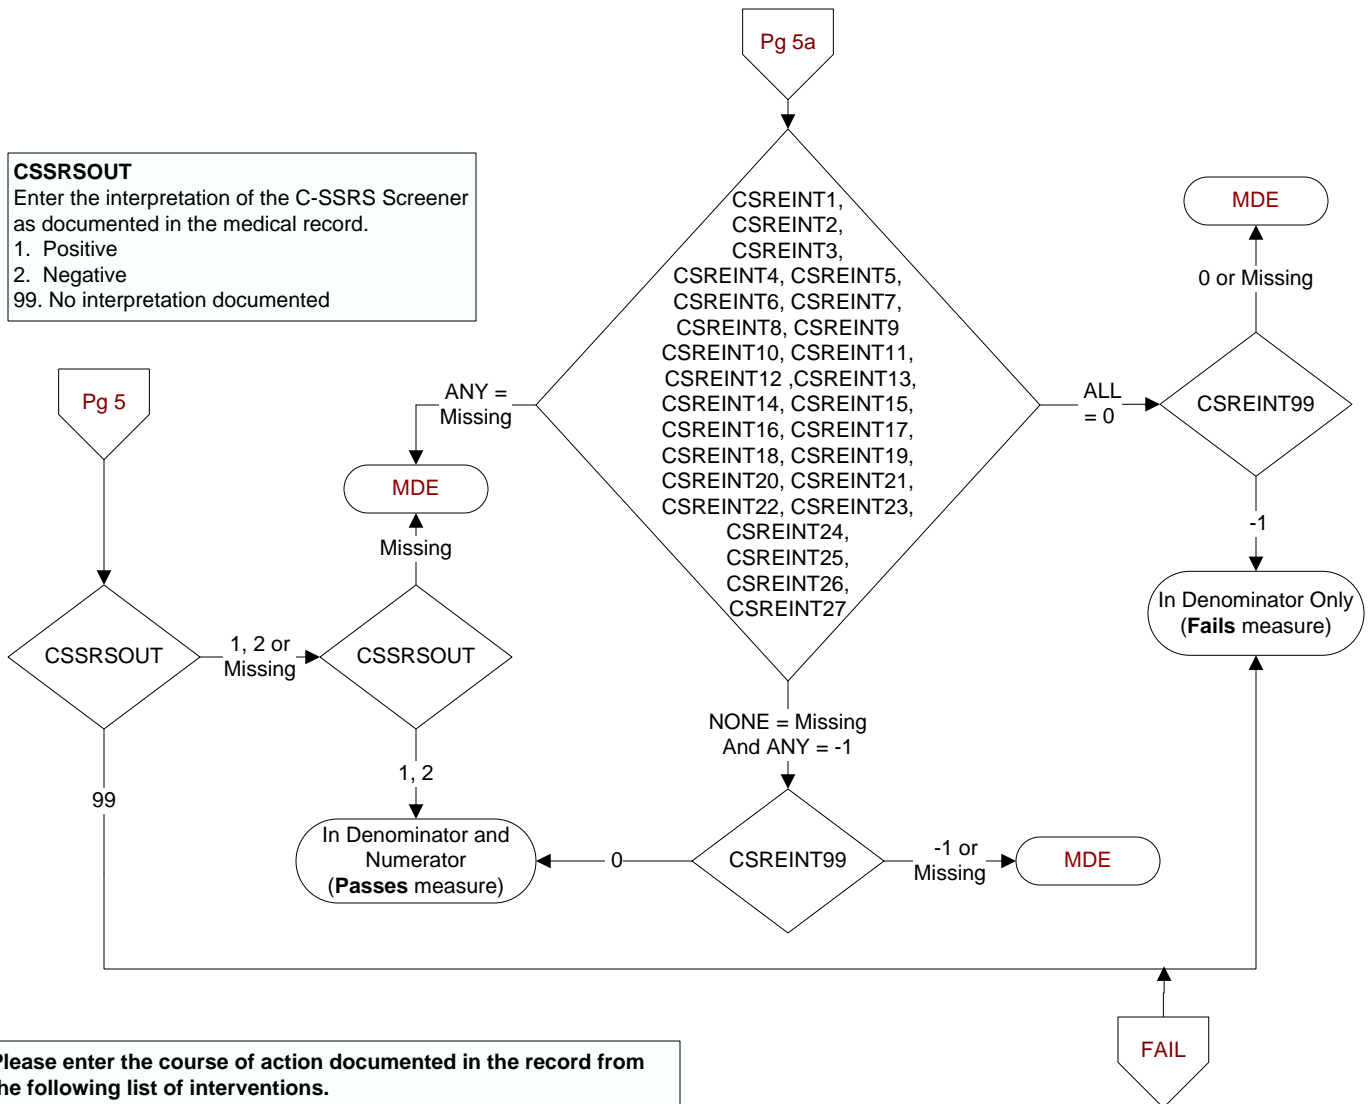 Pg 5a
CSSRSOUT
Enter the interpretation of the C-SSRS Screener
as documented in the medical record.
1. Positive
2. Negative
99. No interpretation documented
CSREINT1,
CSREINT2,
CSREINT3,
CSREINT4, CSREINT5,
CSREINT6, CSREINT7,
CSREINT8, CSREINT9
CSREINT10, CSREINT11,
CSREINT12 ,CSREINT13,
CSREINT14, CSREINT15,
CSREINT16, CSREINT17,
CSREINT18, CSREINT19,
CSREINT20, CSREINT21,
CSREINT22, CSREINT23,
CSREINT24,
CSREINT25,
CSREINT26,
CSREINT27
MDE
0 or Missing
CSREINT99
ALL
= 0
-1
In Denominator Only
(Fails measure)
ANY =
Missing
MDE
Missing
Pg 5
CSSRSOUT
1, 2 or
Missing
CSSRSOUT
1, 2
99
In Denominator and
Numerator
(Passes measure)
NONE = Missing
And ANY = -1
0
CSREINT99
-1 or
Missing
MDE
FAIL
Please enter the course of action documented in the record from
the following list of interventions.